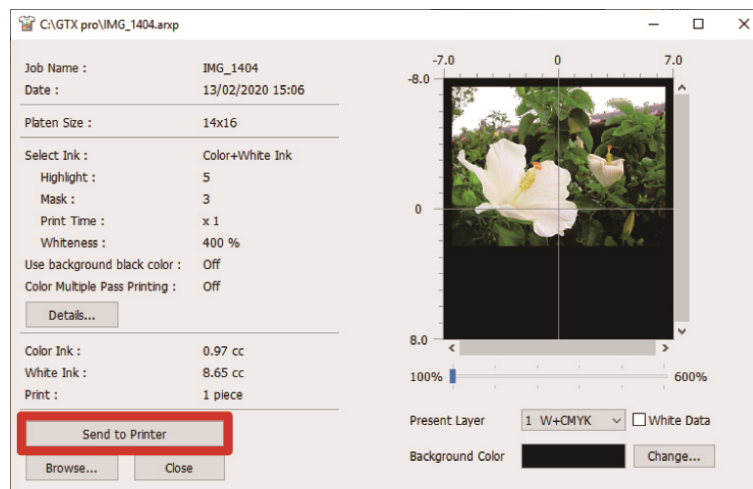 C:\GTX pro\IMG_1404.arxp
Job Name : IMG_1404
Date : 13/02/2020 15:06
Platen Size : 14x16
Select Ink : Color+White Ink
Highlight : 5
Mask : 3
Print Time : x 1
Whiteness : 400 %
Use background black color : Off
Color Multiple Pass Printing : Off
Details...
Color Ink : 0.97 cc
White Ink : 8.65 cc
Print : 1 piece
Send to Printer
Browse... Close
-7.0 0 7.0
-8.0
0
8.0
100% 600%
Present Layer 1 W+CMYK White Data
Background Color Change...